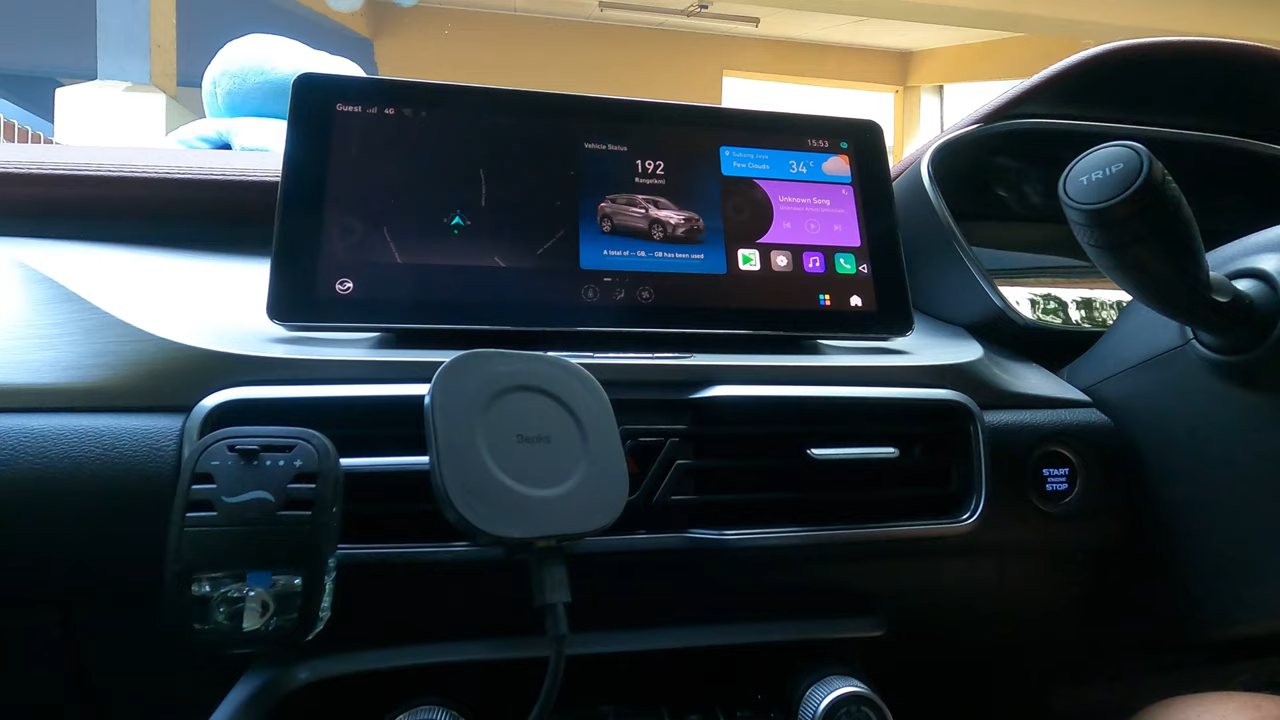 Guest 4G
15:53
Vehicle Status
192
Range(km)
A total of -- GB, -- GB has been used
Subang Jaya
Few Clouds
34°C
Unknown Song
TRIP
START
ENGINE
STOP
- +